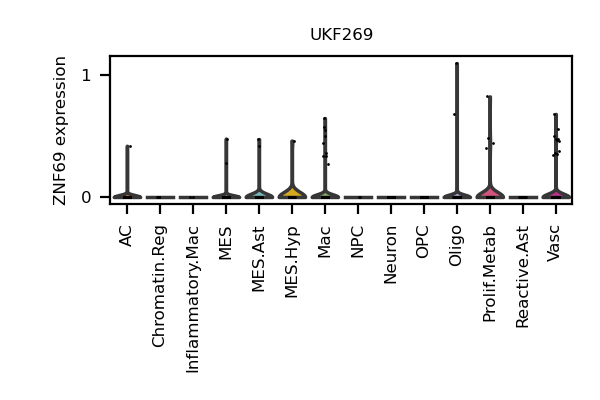 UKF269
ZNF69 expression
1
0
AC
Chromatin.Reg
Inflammatory.Mac
MES
MES.Ast
MES.Hyp
Mac
NPC
Neuron
OPC
Oligo
Prolif.Metab
Reactive.Ast
Vasc